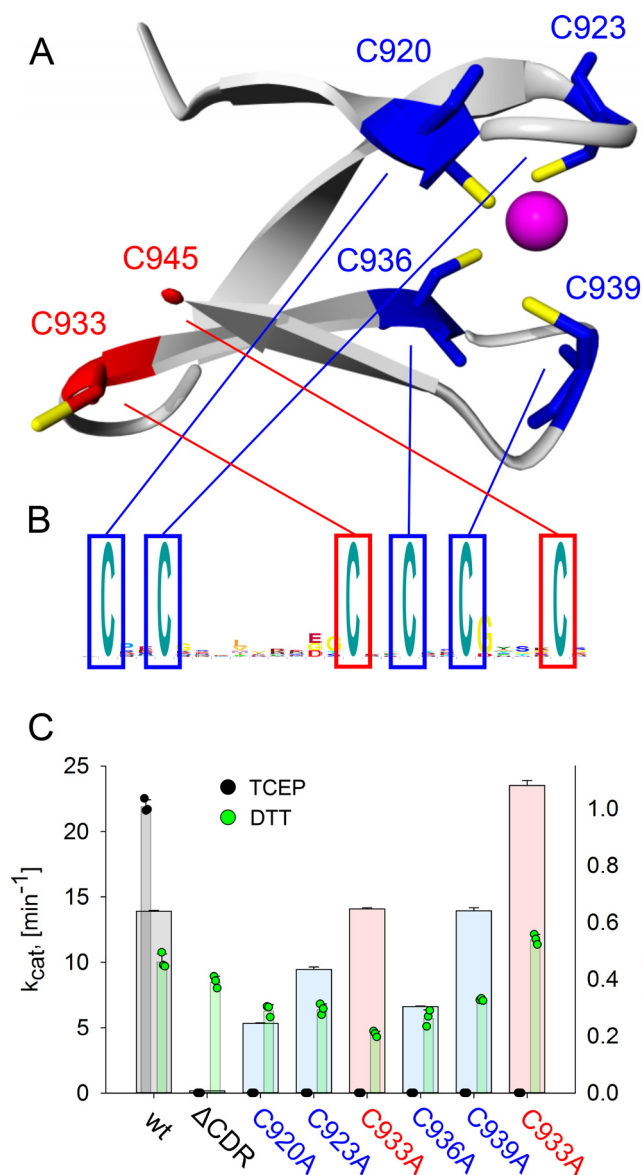 A
C920
C923
C945
C936
C939
C933
B
C C C C G C
C
25
20
15
10
5
0
k_cat, [min⁻¹]
TCEP
DTT
1.0
0.8
0.6
0.4
0.2
0.0
wt
ΔCDR
C920A
C923A
C933A
C936A
C939A
C933A